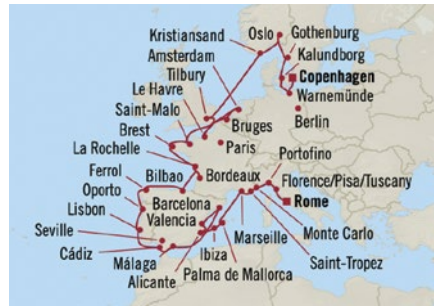 Kristiansand
Oslo
Gothenburg
Amsterdam
Kalundborg
Tilbury
Copenhagen
Le Havre
Warnemünde
Saint-Malo
Bruges
Berlin
Brest
Paris
La Rochelle
Portofino
Ferrol
Bilbao
Bordeaux
Florence/Pisa/Tuscany
Oporto
Barcelona
Rome
Lisbon
Valencia
Seville
Marseille
Monte Carlo
Cádiz
Ibiza
Saint-Tropez
Málaga
Palma de Mallorca
Alicante